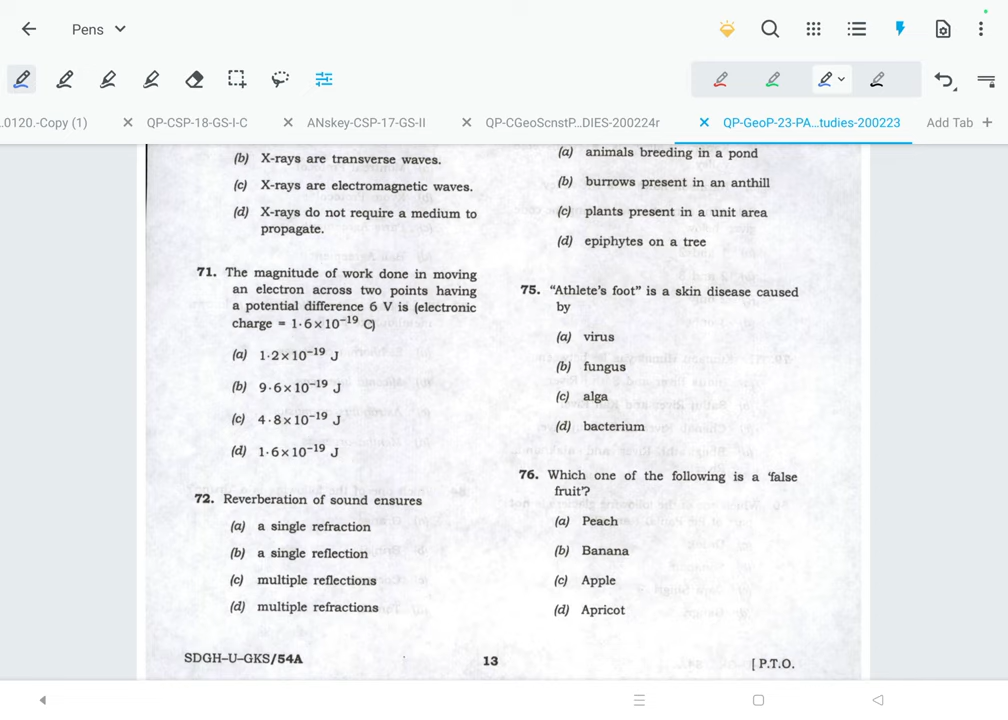 Pens
.0120.-Copy (1)
QP-CSP-18-GS-I-C
ANskey-CSP-17-GS-II
QP-CGeoScnstP...DIES-200224r
QP-GeoP-23-PA...tudies-200223
Add Tab +
(b) X-rays are transverse waves.
(c) X-rays are electromagnetic waves.
(d) X-rays do not require a medium to
propagate.
71. The magnitude of work done in moving
an electron across two points having
a potential difference 6 V is (electronic
charge = 1·6×10⁻¹⁹ C)
(a) 1·2×10⁻¹⁹ J
(b) 9·6×10⁻¹⁹ J
(c) 4·8×10⁻¹⁹ J
(d) 1·6×10⁻¹⁹ J
72. Reverberation of sound ensures
(a) a single refraction
(b) a single reflection
(c) multiple reflections
(d) multiple refractions
(a) animals breeding in a pond
(b) burrows present in an anthill
(c) plants present in a unit area
(d) epiphytes on a tree
75. "Athlete's foot" is a skin disease caused
by
(a) virus
(b) fungus
(c) alga
(d) bacterium
76. Which one of the following is a 'false
fruit'?
(a) Peach
(b) Banana
(c) Apple
(d) Apricot
SDGH-U-GKS/54A
13
[ P.T.O.